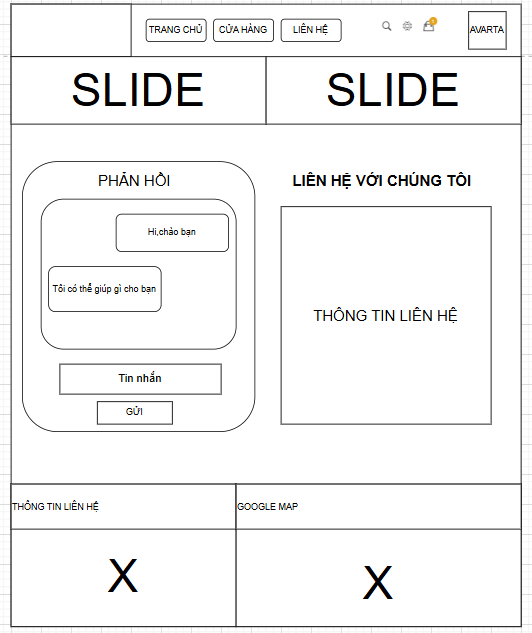 TRANG CHỦ
CỬA HÀNG
LIÊN HỆ
1
AVARTA
SLIDE
SLIDE
PHẢN HỒI
Hi,chảo bạn
Tôi có thể giúp gì cho bạn
Tin nhắn
GỬI
LIÊN HỆ VỚI CHÚNG TÔI
THÔNG TIN LIÊN HỆ
THÔNG TIN LIÊN HỆ
GOOGLE MAP
X
X